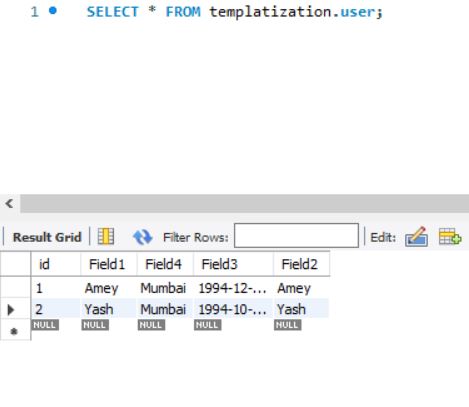 1 SELECT * FROM templatization.user;
Result Grid Filter Rows: Edit:
id Field1 Field4 Field3 Field2
1 Amey Mumbai 1994-12-... Amey
2 Yash Mumbai 1994-10-... Yash
NULL NULL NULL NULL NULL